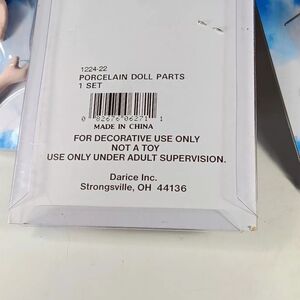 1224-22
PORCELAIN DOLL PARTS
1 SET
0 82676 06271 1
MADE IN CHINA
FOR DECORATIVE USE ONLY
NOT A TOY
USE ONLY UNDER ADULT SUPERVISION.
Darice Inc.
Strongsville, OH 44136